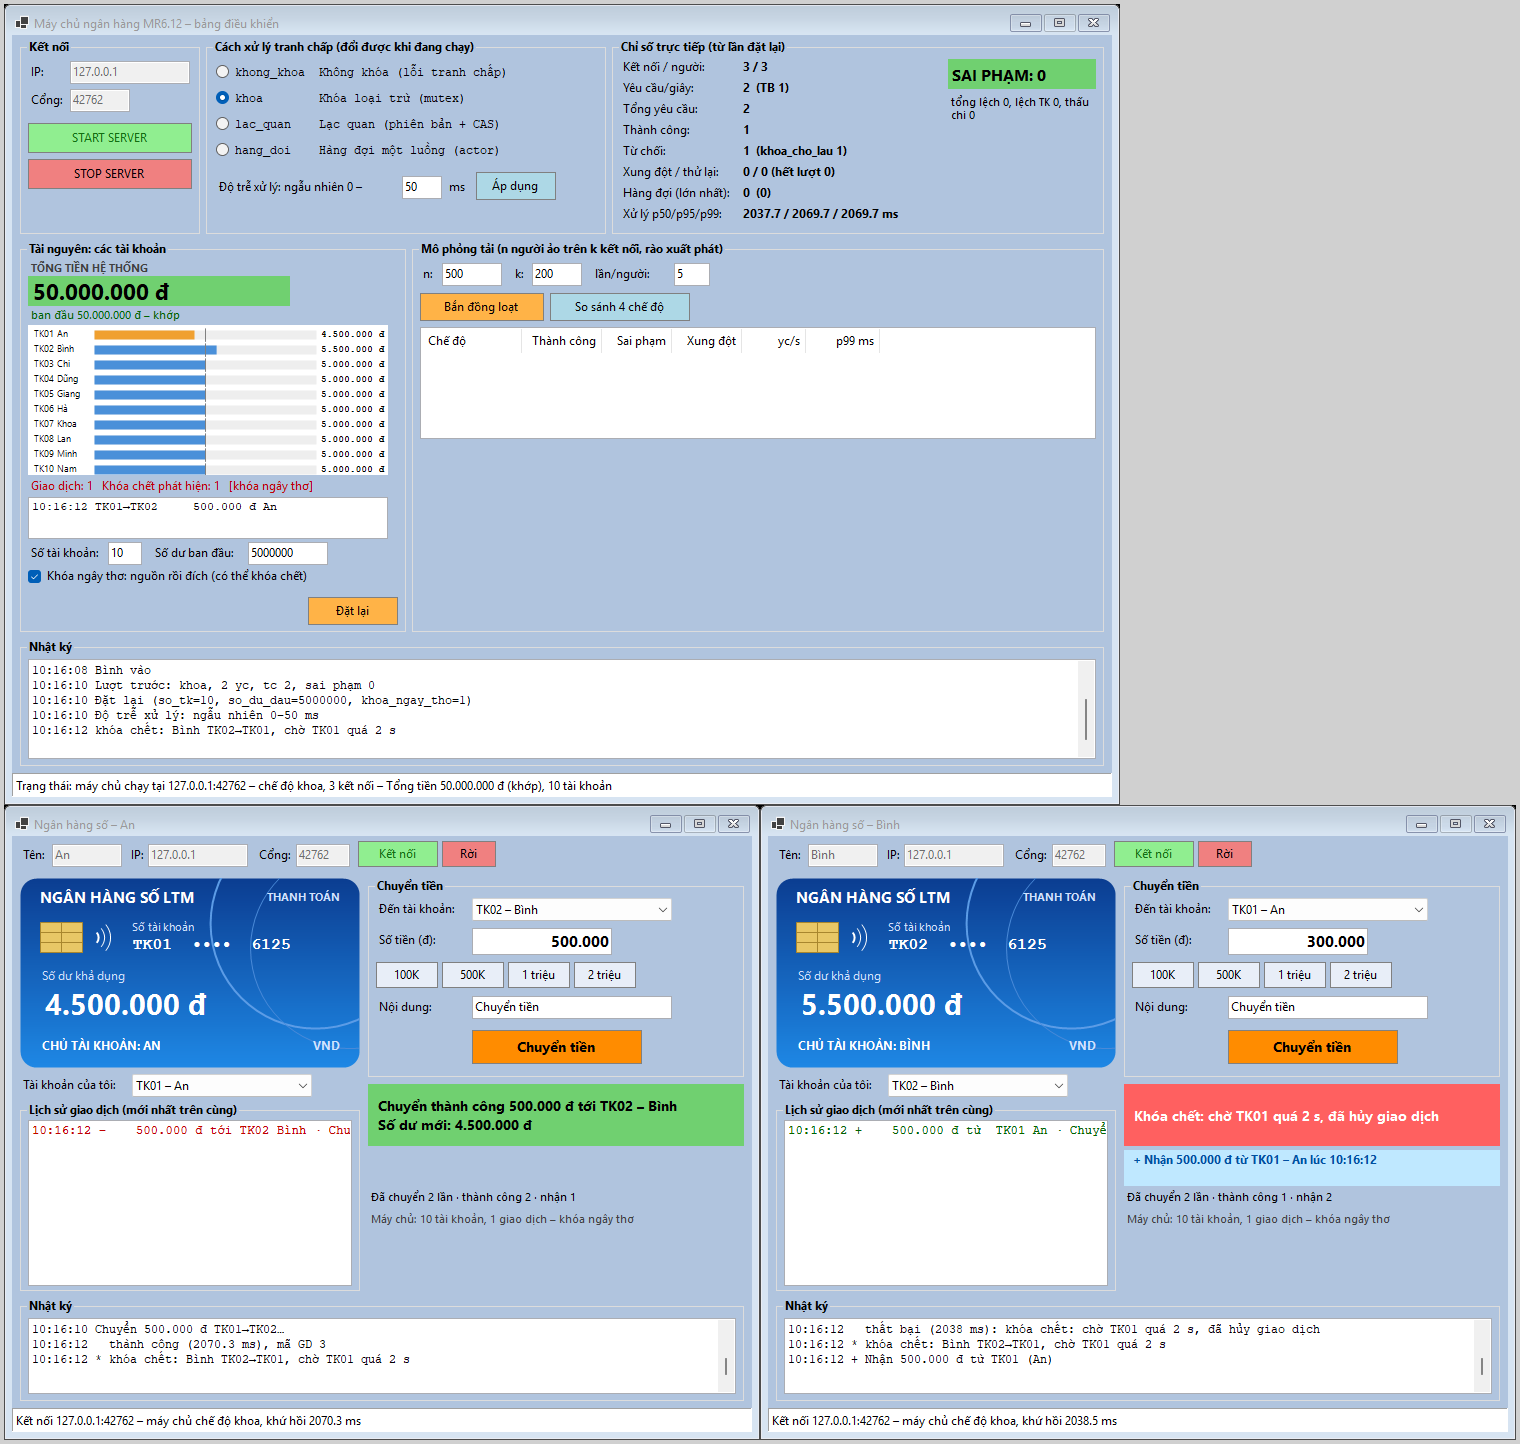 Máy chủ ngân hàng MR6.12 – bảng điều khiển
Kết nối
IP: 127.0.0.1
Cổng: 42762
START SERVER
STOP SERVER
Cách xử lý tranh chấp (đổi được khi đang chạy)
khong_khoa Không khóa (lỗi tranh chấp)
khoa Khóa loại trừ (mutex)
lac_quan Lạc quan (phiên bản + CAS)
hang_doi Hàng đợi một luồng (actor)
Độ trễ xử lý: ngẫu nhiên 0 – 50 ms Áp dụng
Chỉ số trực tiếp (từ lần đặt lại)
Kết nối / người: 3 / 3
Yêu cầu/giây: 2 (TB 1)
Tổng yêu cầu: 2
Thành công: 1
Từ chối: 1 (khoa_cho_lau 1)
Xung đột / thử lại: 0 / 0 (hết lượt 0)
Hàng đợi (lớn nhất): 0 (0)
Xử lý p50/p95/p99: 2037.7 / 2069.7 / 2069.7 ms
SAI PHẠM: 0
tổng lệch 0, lệch TK 0, thấu
chi 0
Tài nguyên: các tài khoản
TỔNG TIỀN HỆ THỐNG
50.000.000 đ
ban đầu 50.000.000 đ – khớp
TK01 An 4.500.000 đ
TK02 Bình 5.500.000 đ
TK03 Chi 5.000.000 đ
TK04 Dũng 5.000.000 đ
TK05 Giang 5.000.000 đ
TK06 Hà 5.000.000 đ
TK07 Khoa 5.000.000 đ
TK08 Lan 5.000.000 đ
TK09 Minh 5.000.000 đ
TK10 Nam 5.000.000 đ
Giao dịch: 1 Khóa chết phát hiện: 1 [khóa ngây thơ]
10:16:12 TK01→TK02 500.000 đ An
Số tài khoản: 10 Số dư ban đầu: 5000000
Khóa ngây thơ: nguồn rồi đích (có thể khóa chết)
Đặt lại
Mô phỏng tải (n người ảo trên k kết nối, rào xuất phát)
n: 500 k: 200 lần/người: 5
Bắn đồng loạt So sánh 4 chế độ
Chế độ Thành công Sai phạm Xung đột yc/s p99 ms
Nhật ký
10:16:08 Bình vào
10:16:10 Lượt trước: khoa, 2 yc, tc 2, sai phạm 0
10:16:10 Đặt lại (so_tk=10, so_du_dau=5000000, khoa_ngay_tho=1)
10:16:10 Độ trễ xử lý: ngẫu nhiên 0–50 ms
10:16:12 khóa chết: Bình TK02→TK01, chờ TK01 quá 2 s
Trạng thái: máy chủ chạy tại 127.0.0.1:42762 – chế độ khoa, 3 kết nối – Tổng tiền 50.000.000 đ (khớp), 10 tài khoản
Ngân hàng số – An
Tên: An IP: 127.0.0.1 Cổng: 42762 Kết nối Rời
NGÂN HÀNG SỐ LTM THANH TOÁN
Số tài khoản
TK01 •••• 6125
Số dư khả dụng
4.500.000 đ
CHỦ TÀI KHOẢN: AN VND
Tài khoản của tôi: TK01 – An
Lịch sử giao dịch (mới nhất trên cùng)
10:16:12 – 500.000 đ tới TK02 Bình · Chu
Chuyển tiền
Đến tài khoản: TK02 – Bình
Số tiền (đ): 500.000
100K 500K 1 triệu 2 triệu
Nội dung: Chuyển tiền
Chuyển tiền
Chuyển thành công 500.000 đ tới TK02 – Bình
Số dư mới: 4.500.000 đ
Đã chuyển 2 lần · thành công 2 · nhận 1
Máy chủ: 10 tài khoản, 1 giao dịch – khóa ngây thơ
Nhật ký
10:16:10 Chuyển 500.000 đ TK01→TK02…
10:16:12 thành công (2070.3 ms), mã GD 3
10:16:12 * khóa chết: Bình TK02→TK01, chờ TK01 quá 2 s
Kết nối 127.0.0.1:42762 – máy chủ chế độ khoa, khứ hồi 2070.3 ms
Ngân hàng số – Bình
Tên: Bình IP: 127.0.0.1 Cổng: 42762 Kết nối Rời
NGÂN HÀNG SỐ LTM THANH TOÁN
Số tài khoản
TK02 •••• 6125
Số dư khả dụng
5.500.000 đ
CHỦ TÀI KHOẢN: BÌNH VND
Tài khoản của tôi: TK02 – Bình
Lịch sử giao dịch (mới nhất trên cùng)
10:16:12 + 500.000 đ từ TK01 An · Chuyể
Chuyển tiền
Đến tài khoản: TK01 – An
Số tiền (đ): 300.000
100K 500K 1 triệu 2 triệu
Nội dung: Chuyển tiền
Chuyển tiền
Khóa chết: chờ TK01 quá 2 s, đã hủy giao dịch
+ Nhận 500.000 đ từ TK01 – An lúc 10:16:12
Đã chuyển 2 lần · thành công 1 · nhận 2
Máy chủ: 10 tài khoản, 1 giao dịch – khóa ngây thơ
Nhật ký
10:16:12 thất bại (2038 ms): khóa chết: chờ TK01 quá 2 s, đã hủy giao dịch
10:16:12 * khóa chết: Bình TK02→TK01, chờ TK01 quá 2 s
10:16:12 + Nhận 500.000 đ từ TK01 (An)
Kết nối 127.0.0.1:42762 – máy chủ chế độ khoa, khứ hồi 2038.5 ms